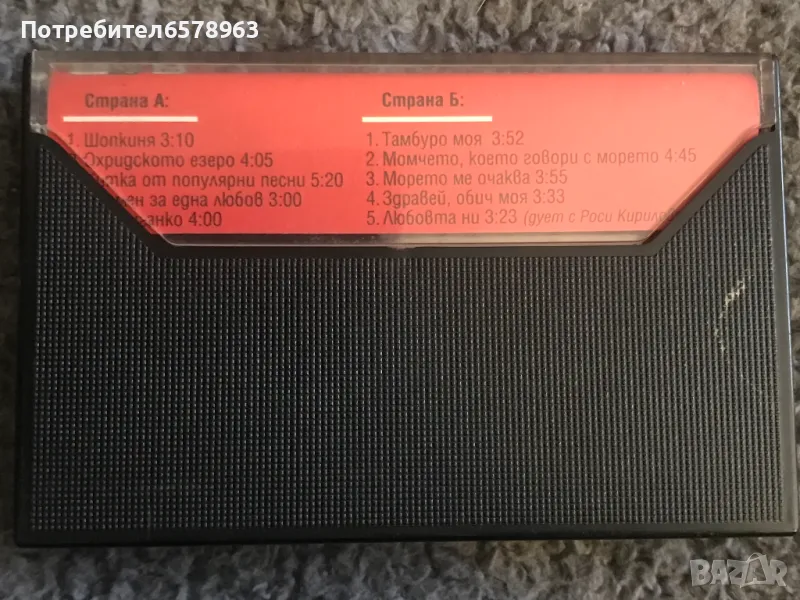 Потребител6578963
Страна А:
1. Шопкиня 3:10
Охридското езеро 4:05
от популярни песни 5:20
за една любов 3:00
4:00
Страна Б:
1. Тамбуро моя 3:52
2. Момчето, което говори с морето 4:45
3. Морето ме очаква 3:55
4. Здравей, обич моя 3:33
5. Любовта ни 3:23 (дует с Роси
BAZAR